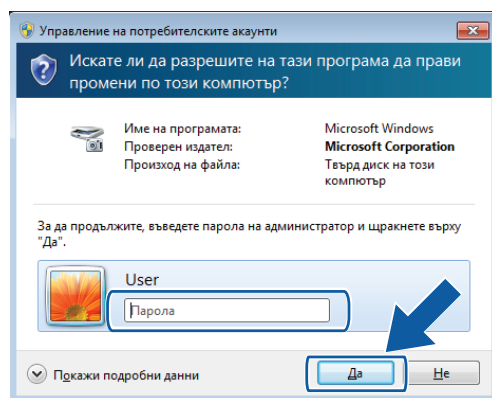 Управление на потребителските акаунти
Искате ли да разрешите на тази програма да прави
промени по този компютър?
Име на програмата: Microsoft Windows
Проверен издател: Microsoft Corporation
Произход на файла: Твърд диск на този
компютър
За да продължите, въведете парола на администратор и щракнете върху
"Да".
User
Парола
Покажи подробни данни
Да
Не